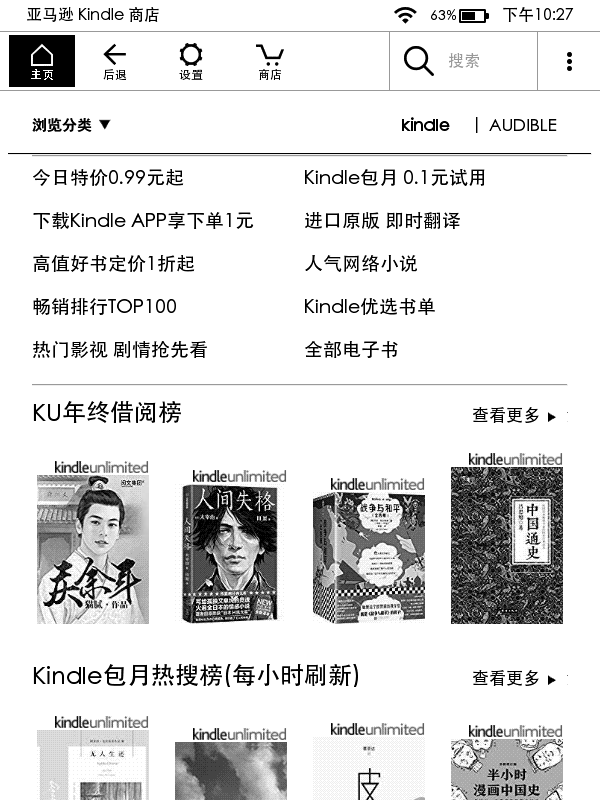 亚马逊 Kindle 商店 63% 下午10:27
主页 后退 设置 商店 搜索
浏览分类 ▼ kindle | AUDIBLE
今日特价0.99元起 Kindle包月 0.1元试用
下载Kindle APP享下单1元 进口原版 即时翻译
高值好书定价1折起 人气网络小说
畅销排行TOP100 Kindle优选书单
热门影视 剧情抢先看 全部电子书
KU年终借阅榜 查看更多 ▶
kindleunlimited kindleunlimited kindleunlimited kindleunlimited
庆余年
猫腻·作品
人间失格
人间失格
战争与和平
中国通史
Kindle包月热搜榜(每小时刷新) 查看更多 ▶
kindleunlimited kindleunlimited kindleunlimited kindleunlimited
无人生还
皮
半小时
漫画中国史